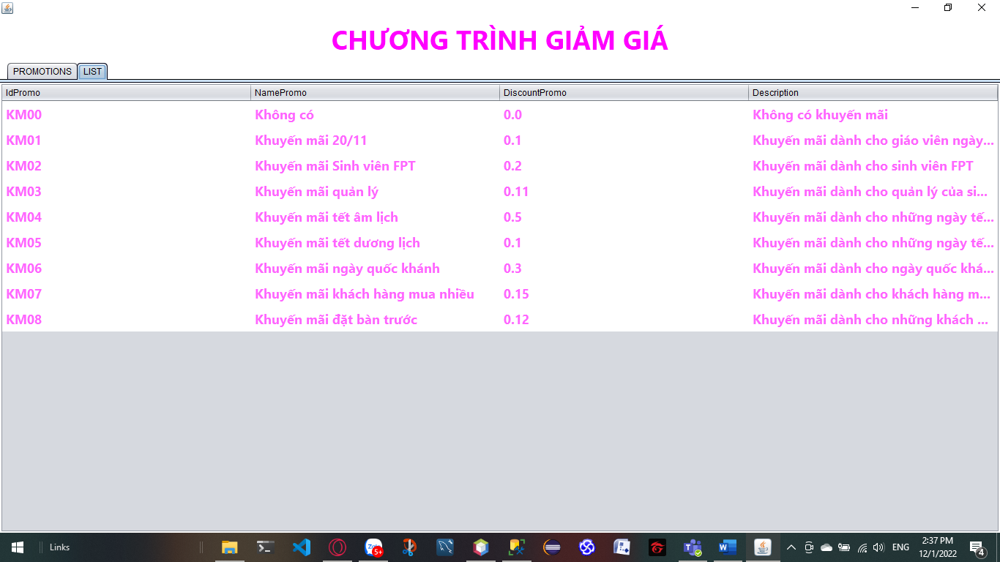 CHƯƠNG TRÌNH GIẢM GIÁ
PROMOTIONS LIST
IdPromo NamePromo DiscountPromo Description
KM00 Không có 0.0 Không có khuyến mãi
KM01 Khuyến mãi 20/11 0.1 Khuyến mãi dành cho giáo viên ngày...
KM02 Khuyến mãi Sinh viên FPT 0.2 Khuyến mãi dành cho sinh viên FPT
KM03 Khuyến mãi quản lý 0.11 Khuyến mãi dành cho quản lý của si...
KM04 Khuyến mãi tết âm lịch 0.5 Khuyến mãi dành cho những ngày tế...
KM05 Khuyến mãi tết dương lịch 0.1 Khuyến mãi dành cho những ngày tế...
KM06 Khuyến mãi ngày quốc khánh 0.3 Khuyến mãi dành cho ngày quốc khá...
KM07 Khuyến mãi khách hàng mua nhiều 0.15 Khuyến mãi dành cho khách hàng m...
KM08 Khuyến mãi đặt bàn trước 0.12 Khuyến mãi dành cho những khách ...
Links 5+ ENG 2:37 PM
12/1/2022 4